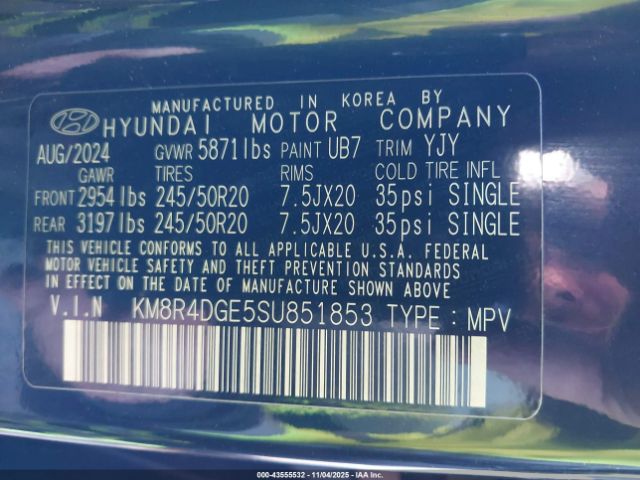 MANUFACTURED IN KOREA BY
HYUNDAI MOTOR COMPANY
AUG/2024 GVWR 5871lbs PAINT UB7 TRIM YJY
GAWR TIRES RIMS COLD TIRE INFL
FRONT 2954lbs 245/50R20 7.5JX20 35psi SINGLE
REAR 3197lbs 245/50R20 7.5JX20 35psi SINGLE
THIS VEHICLE CONFORMS TO ALL APPLICABLE U.S.A. FEDERAL
MOTOR VEHICLE SAFETY AND THEFT PREVENTION STANDARDS
IN EFFECT ON THE DATE OF MANUFACTURE SHOWN ABOVE
V.I.N KM8R4DGE5SU851853 TYPE : MPV
000-43555532 - 11/04/2025 - IAA Inc.